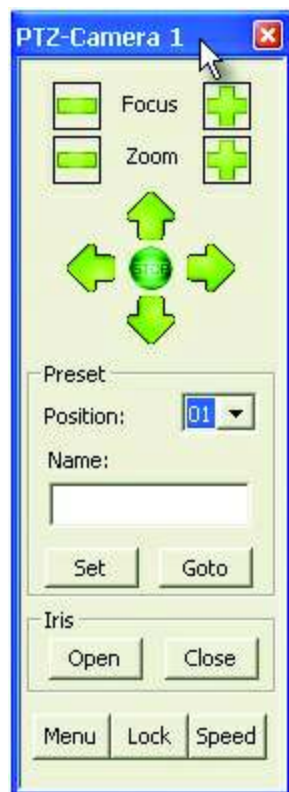 PTZ-Camera 1
Focus
Zoom
STOP
Preset
Position: 01
Name:
Set Goto
Iris
Open Close
Menu Lock Speed